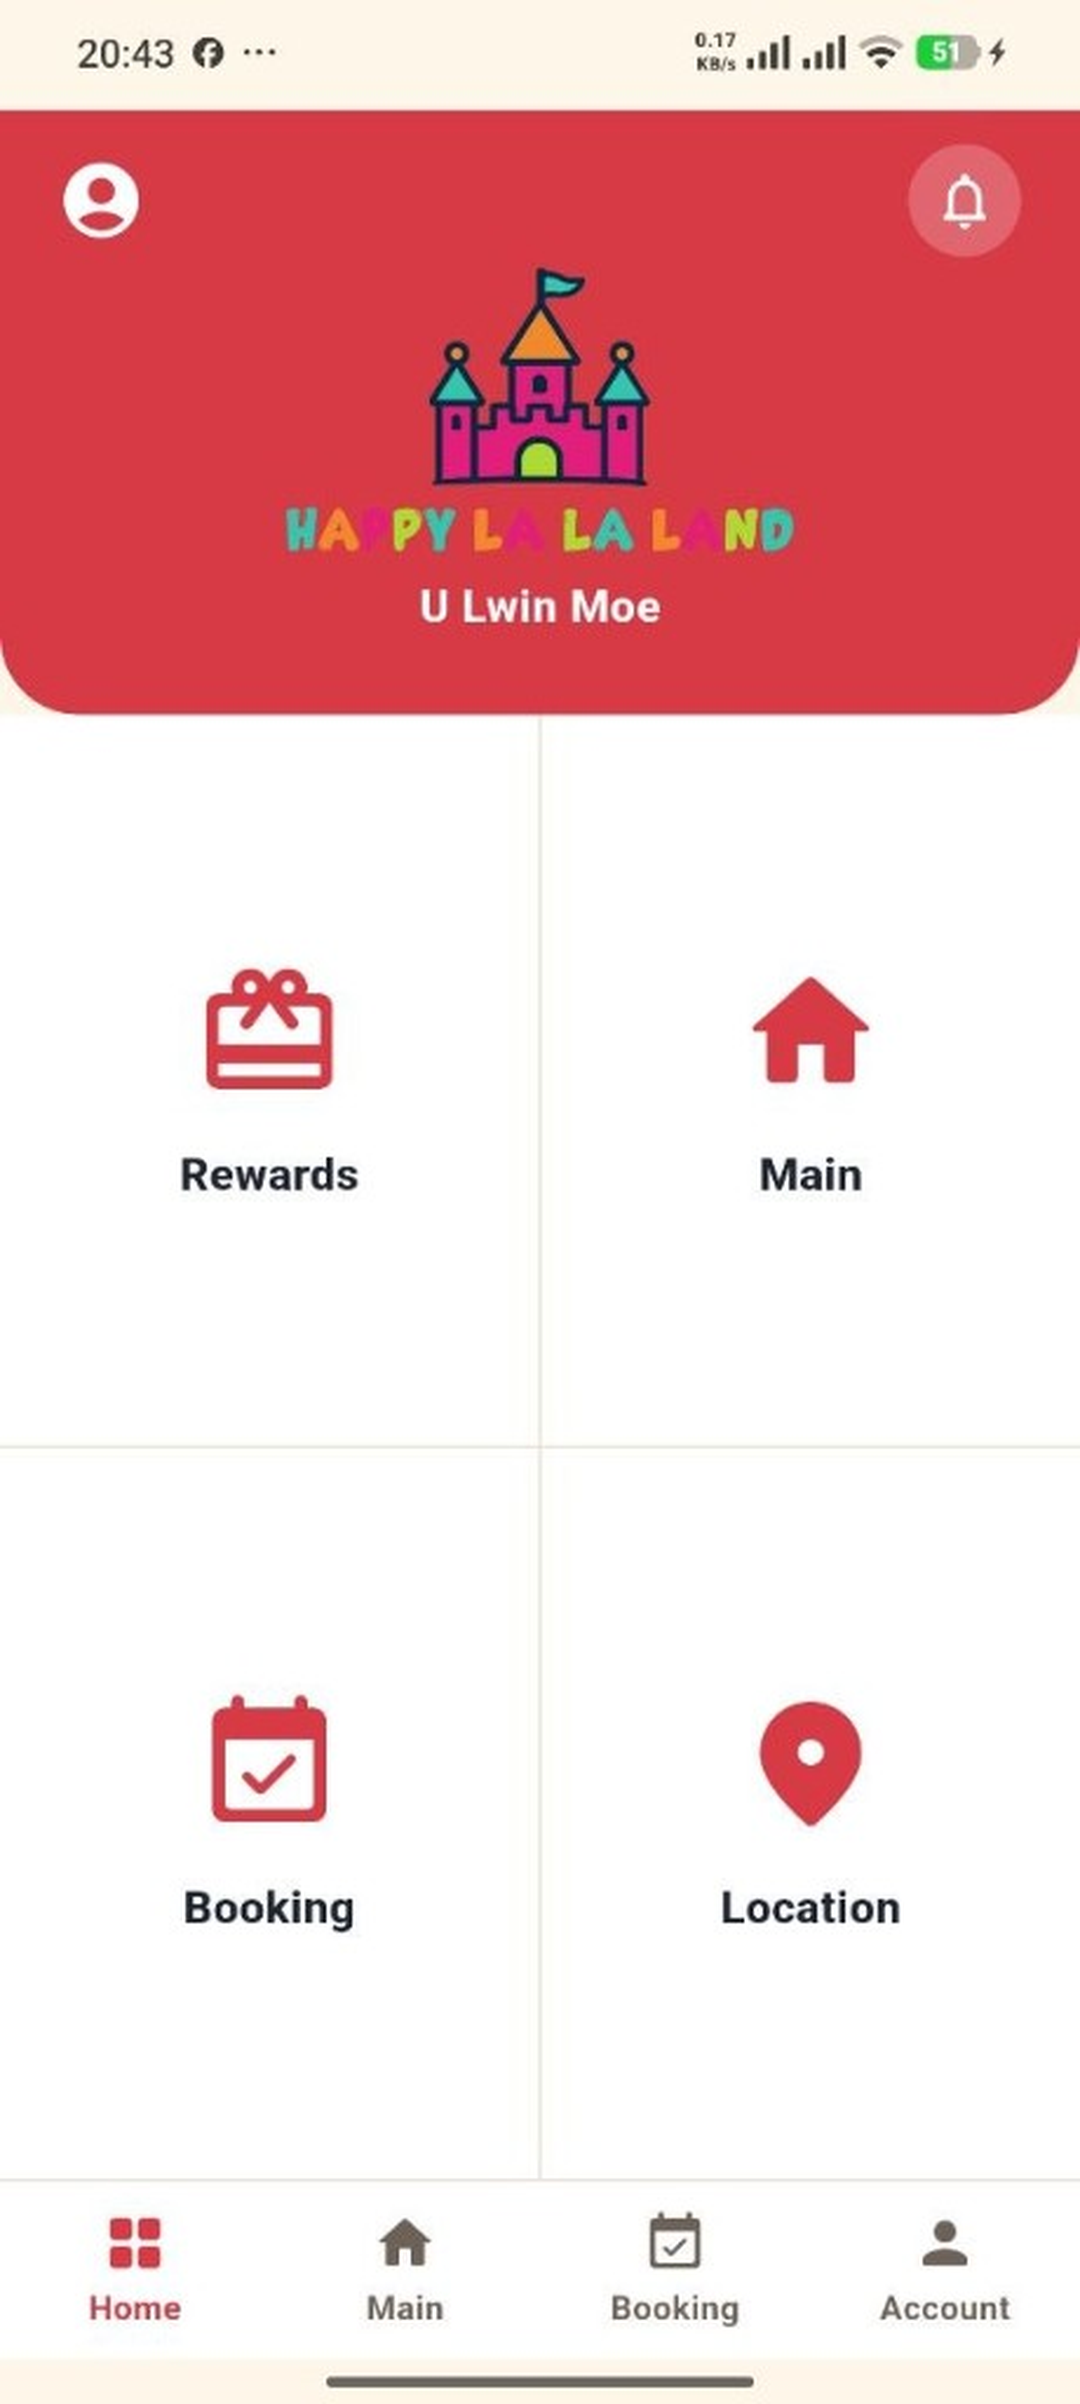 20:43
0.17
KB/s
51
HAPPY LA LA LAND
U Lwin Moe
Rewards
Main
Booking
Location
Home
Main
Booking
Account